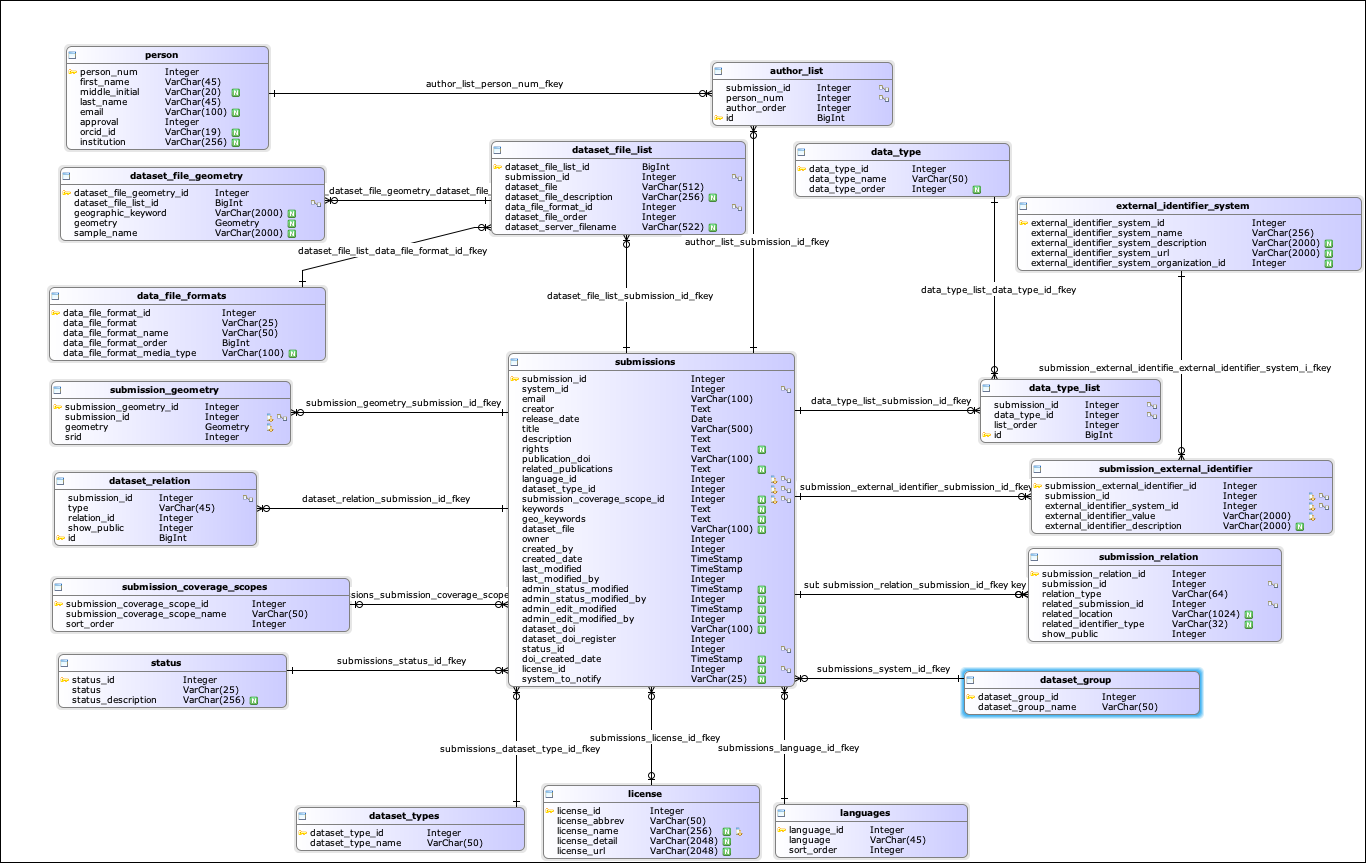 person
person_num Integer
first_name VarChar(45)
middle_initial VarChar(20) N
last_name VarChar(45)
email VarChar(100) N
approval Integer
orcid_id VarChar(19) N
institution VarChar(256) N
author_list_person_num_fkey
author_list
submission_id Integer
person_num Integer
author_order Integer
id BigInt
dataset_file_geometry
dataset_file_geometry_id Integer
dataset_file_list_id BigInt
geographic_keyword VarChar(2000) N
geometry Geometry N
sample_name VarChar(2000) N
dataset_file_geometry_dataset_file_
dataset_file_list
dataset_file_list_id BigInt
submission_id Integer
dataset_file VarChar(512)
dataset_file_description VarChar(256) N
data_file_format_id Integer
dataset_file_order Integer
dataset_server_filename VarChar(522) N
data_type
data_type_id Integer
data_type_name VarChar(50)
data_type_order Integer N
external_identifier_system
external_identifier_system_id Integer
external_identifier_system_name VarChar(256)
external_identifier_system_description VarChar(2000) N
external_identifier_system_url VarChar(2000) N
external_identifier_system_organization_id Integer N
dataset_file_list_data_file_format_id_fkey
author_list_submission_id_fkey
dataset_file_list_submission_id_fkey
data_type_list_data_type_id_fkey
data_file_formats
data_file_format_id Integer
data_file_format VarChar(25)
data_file_format_name VarChar(50)
data_file_format_order BigInt
data_file_format_media_type VarChar(100) N
submission_external_identifie_external_identifier_system_i_fkey
submission_geometry
submission_geometry_id Integer
submission_id Integer
geometry Geometry
srid Integer
submission_geometry_submission_id_fkey
submissions
submission_id Integer
system_id Integer
email VarChar(100)
creator Text
release_date Date
title VarChar(500)
description Text
rights Text N
publication_doi VarChar(100)
related_publications Text N
language_id Integer
dataset_type_id Integer
submission_coverage_scope_id Integer N
keywords Text N
geo_keywords Text N
dataset_file VarChar(100) N
owner Integer
created_by Integer
created_date TimeStamp
last_modified TimeStamp
last_modified_by Integer
admin_status_modified TimeStamp N
admin_status_modified_by Integer N
admin_edit_modified TimeStamp N
admin_edit_modified_by Integer N
dataset_doi VarChar(100) N
dataset_doi_register Integer
status_id Integer
doi_created_date TimeStamp N
license_id Integer N
system_to_notify VarChar(25) N
data_type_list_submission_id_fkey
data_type_list
submission_id Integer
data_type_id Integer
list_order Integer
id BigInt
dataset_relation
submission_id Integer
type VarChar(45)
relation_id Integer
show_public Integer
id BigInt
dataset_relation_submission_id_fkey
submission_external_identifier_submission_id_fkey
submission_external_identifier
submission_external_identifier_id Integer
submission_id Integer
external_identifier_system_id Integer
external_identifier_value VarChar(2000)
external_identifier_description VarChar(2000) N
submission_coverage_scopes
submission_coverage_scope_id Integer
submission_coverage_scope_name VarChar(50)
sort_order Integer
sions_submission_coverage_scope
sub submission_relation_submission_id_fkey key
submission_relation
submission_relation_id Integer
submission_id Integer
relation_type VarChar(64)
related_submission_id Integer
related_location VarChar(1024) N
related_identifier_type VarChar(32) N
show_public Integer
status
status_id Integer
status VarChar(25)
status_description VarChar(256) N
submissions_status_id_fkey
submissions_system_id_fkey
dataset_group
dataset_group_id Integer
dataset_group_name VarChar(50)
submissions_dataset_type_id_fkey
submissions_license_id_fkey
submissions_language_id_fkey
dataset_types
dataset_type_id Integer
dataset_type_name VarChar(50)
license
license_id Integer
license_abbrev VarChar(50)
license_name VarChar(256) N
license_detail VarChar(2048) N
license_url VarChar(2048) N
languages
language_id Integer
language VarChar(45)
sort_order Integer